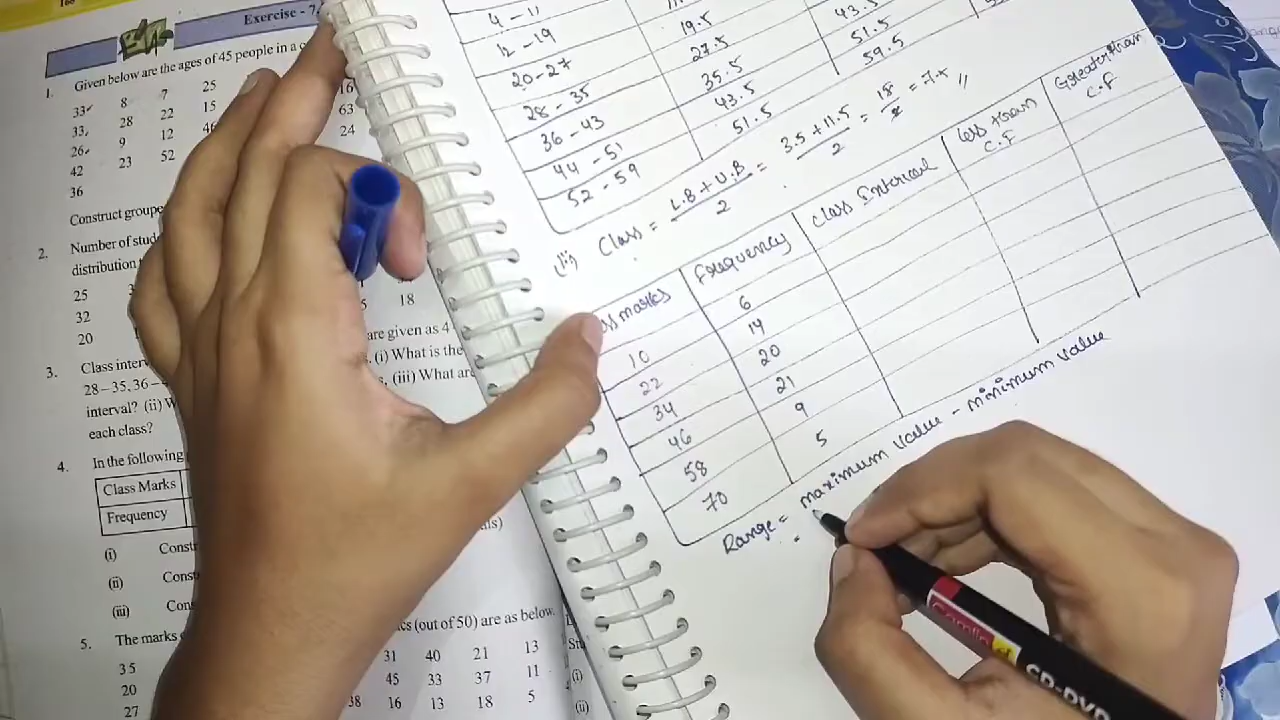 Exercise - 7.
1. Given below are the ages of 45 people in a c
33 8 7 25
33, 28 22 15 63
26 9 12 24
42 23 52
36
Construct groupe
2. Number of stude
distribution
25
32
20
18
3. Class inter are given as 4
28–35, 36– (i) What is the
interval? (ii) W (iii) What are
each class?
4. In the following
Class Marks
Frequency
(i) Const
(ii) Const
(iii) Cons
5. The marks (out of 50) are as below.
35 31 40 21 13
20 45 33 37 11
27 38 16 13 18 5
4 - 11
12 - 19 19.5 43.5
20-27 27.5 51.5
28 - 35 35.5 59.5
36 - 43 43.5
44 - 51 51.5
52 - 59
(ii) Class = L.B + U.B / 2 = 3.5 + 11.5 / 2 = 18 / 2 = 7.5 //
marks Frequency Class Interval less than C.F Greater than C.F
10 6
22 14
34 20
46 21
58 9
70 5
Range = maximum value - minimum value
=
Camlin CD-DVD